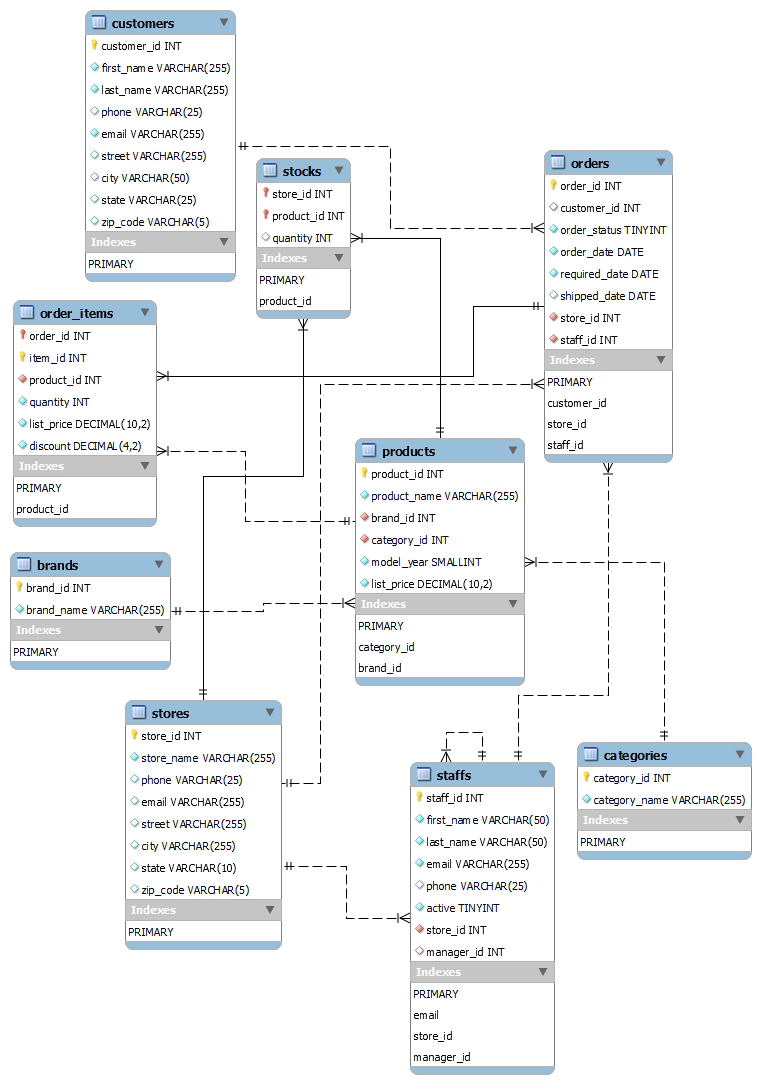 customers
customer_id INT
first_name VARCHAR(255)
last_name VARCHAR(255)
phone VARCHAR(25)
email VARCHAR(255)
street VARCHAR(255)
city VARCHAR(50)
state VARCHAR(25)
zip_code VARCHAR(5)
Indexes
PRIMARY
stocks
store_id INT
product_id INT
quantity INT
Indexes
PRIMARY
product_id
orders
order_id INT
customer_id INT
order_status TINYINT
order_date DATE
required_date DATE
shipped_date DATE
store_id INT
staff_id INT
Indexes
PRIMARY
customer_id
store_id
staff_id
order_items
order_id INT
item_id INT
product_id INT
quantity INT
list_price DECIMAL(10,2)
discount DECIMAL(4,2)
Indexes
PRIMARY
product_id
products
product_id INT
product_name VARCHAR(255)
brand_id INT
category_id INT
model_year SMALLINT
list_price DECIMAL(10,2)
Indexes
PRIMARY
category_id
brand_id
brands
brand_id INT
brand_name VARCHAR(255)
Indexes
PRIMARY
stores
store_id INT
store_name VARCHAR(255)
phone VARCHAR(25)
email VARCHAR(255)
street VARCHAR(255)
city VARCHAR(255)
state VARCHAR(10)
zip_code VARCHAR(5)
Indexes
PRIMARY
staffs
staff_id INT
first_name VARCHAR(50)
last_name VARCHAR(50)
email VARCHAR(255)
phone VARCHAR(25)
active TINYINT
store_id INT
manager_id INT
Indexes
PRIMARY
email
store_id
manager_id
categories
category_id INT
category_name VARCHAR(255)
Indexes
PRIMARY